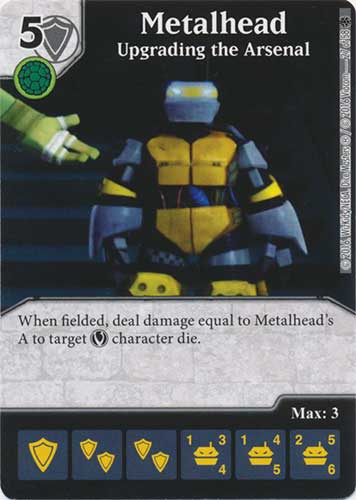 5
Metalhead
Upgrading the Arsenal
When fielded, deal damage equal to Metalhead's
A to target character die.
Max: 3
1 3
4
1 4
5
2 5
6